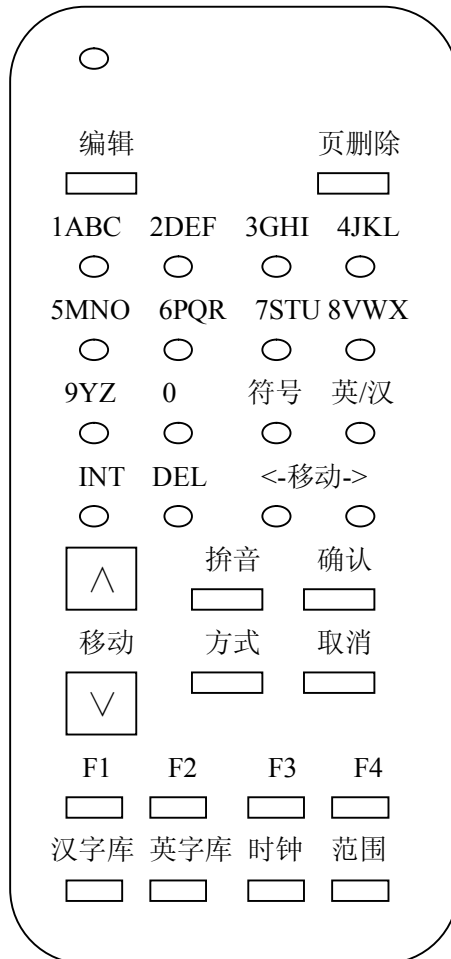 编辑 页删除
1ABC 2DEF 3GHI 4JKL
5MNO 6PQR 7STU 8VWX
9YZ 0 符号 英/汉
INT DEL <-移动->
∧ 拚音 确认
移动 方式 取消
∨
F1 F2 F3 F4
汉字库 英字库 时钟 范围